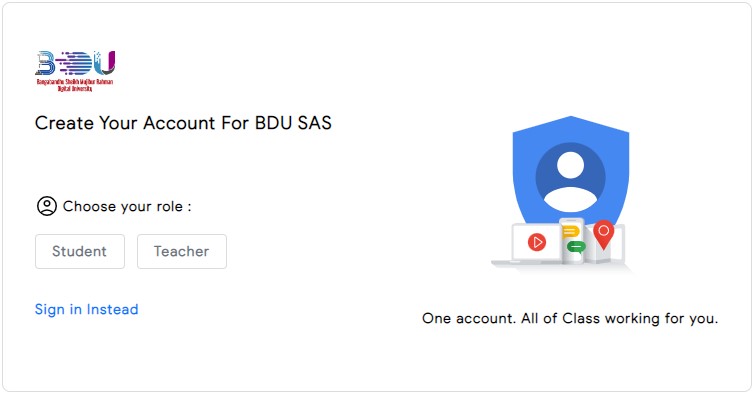 BDU
Bangabandhu Sheikh Mujibur Rahman
Digital University
Create Your Account For BDU SAS
Choose your role :
Student
Teacher
Sign in Instead
One account. All of Class working for you.